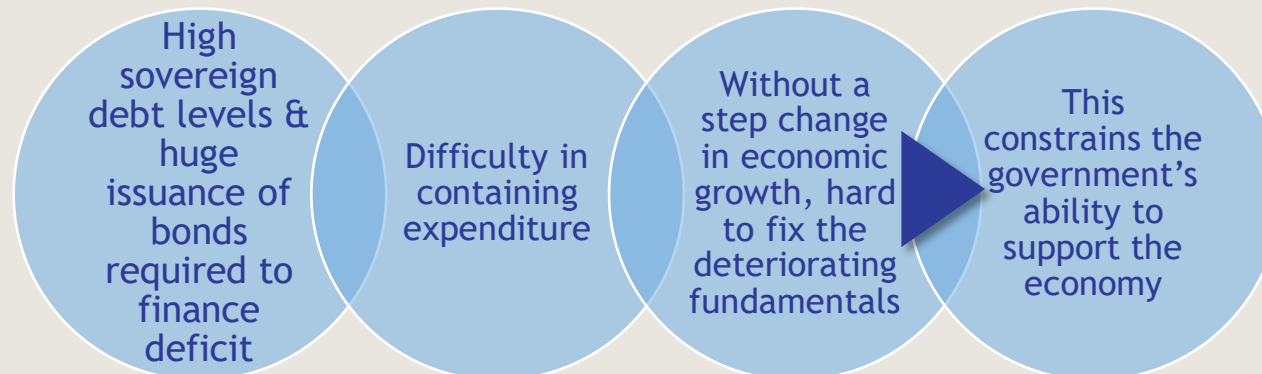 High
sovereign
debt levels &
huge
issuance of
bonds
required to
finance
deficit
Difficulty in
containing
expenditure
Without a
step change
in economic
growth, hard
to fix the
deteriorating
fundamentals
This
constrains the
government’s
ability to
support the
economy